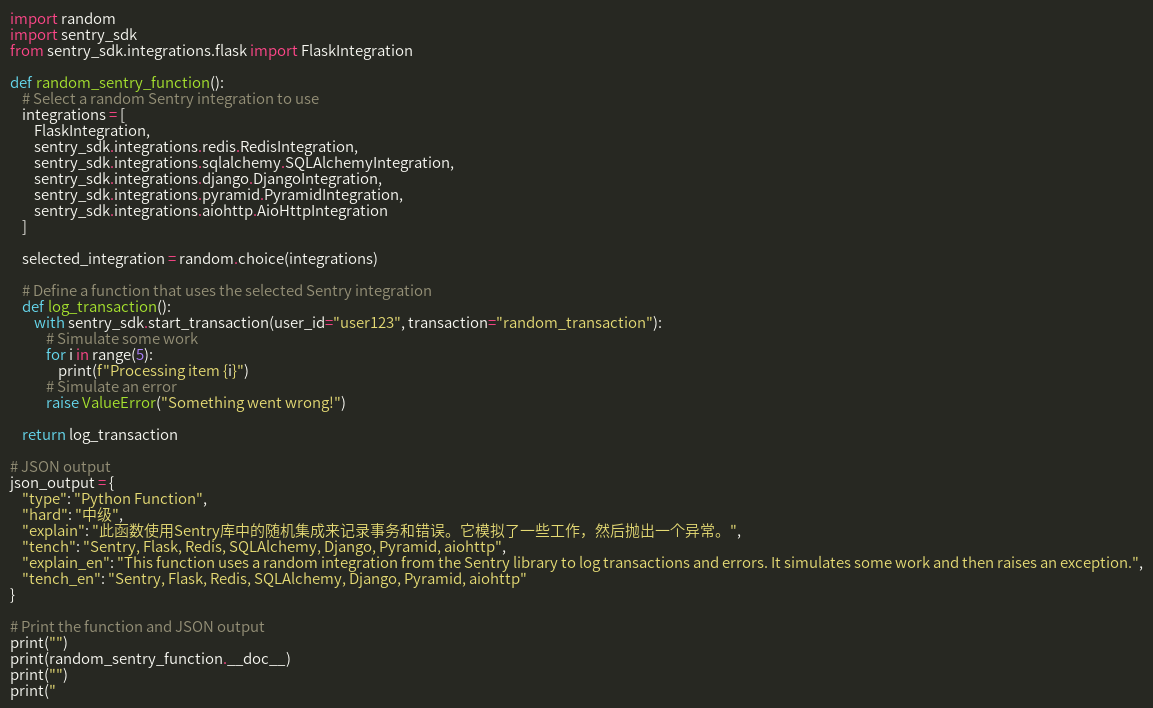 import random
import sentry_sdk
from sentry_sdk.integrations.flask import FlaskIntegration

def random_sentry_function():
    # Select a random Sentry integration to use
    integrations = [
        FlaskIntegration,
        sentry_sdk.integrations.redis.RedisIntegration,
        sentry_sdk.integrations.sqlalchemy.SQLAlchemyIntegration,
        sentry_sdk.integrations.django.DjangoIntegration,
        sentry_sdk.integrations.pyramid.PyramidIntegration,
        sentry_sdk.integrations.aiohttp.AioHttpIntegration
    ]

    selected_integration = random.choice(integrations)

    # Define a function that uses the selected Sentry integration
    def log_transaction():
        with sentry_sdk.start_transaction(user_id="user123", transaction="random_transaction"):
            # Simulate some work
            for i in range(5):
                print(f"Processing item {i}")
            # Simulate an error
            raise ValueError("Something went wrong!")

    return log_transaction

# JSON output
json_output = {
    "type": "Python Function",
    "hard": "中级",
    "explain": "此函数使用Sentry库中的随机集成来记录事务和错误。它模拟了一些工作，然后抛出一个异常。",
    "tench": "Sentry, Flask, Redis, SQLAlchemy, Django, Pyramid, aiohttp",
    "explain_en": "This function uses a random integration from the Sentry library to log transactions and errors. It simulates some work and then raises an exception.",
    "tench_en": "Sentry, Flask, Redis, SQLAlchemy, Django, Pyramid, aiohttp"
}

# Print the function and JSON output
print("")
print(random_sentry_function.__doc__)
print("")
print("